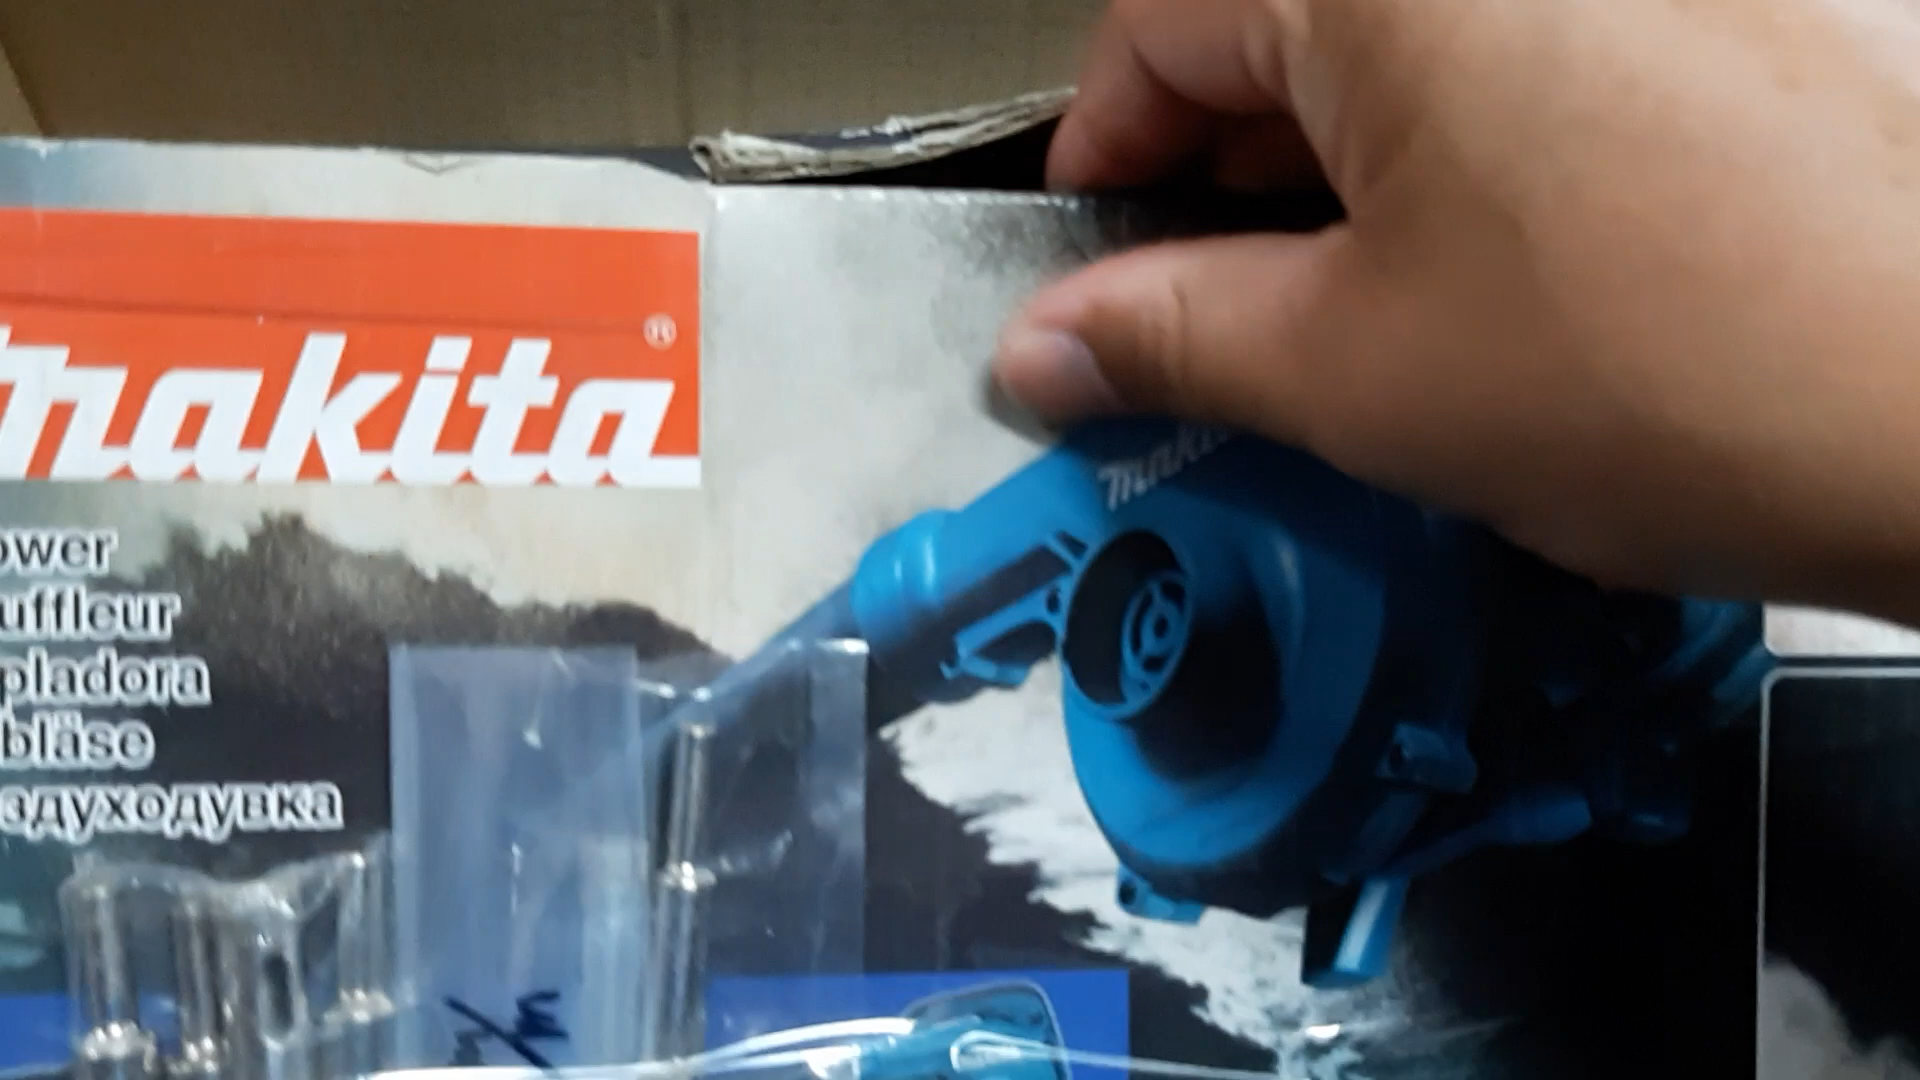 makita®
ower
uffleur
pladora
bläse
здуходувка
makita